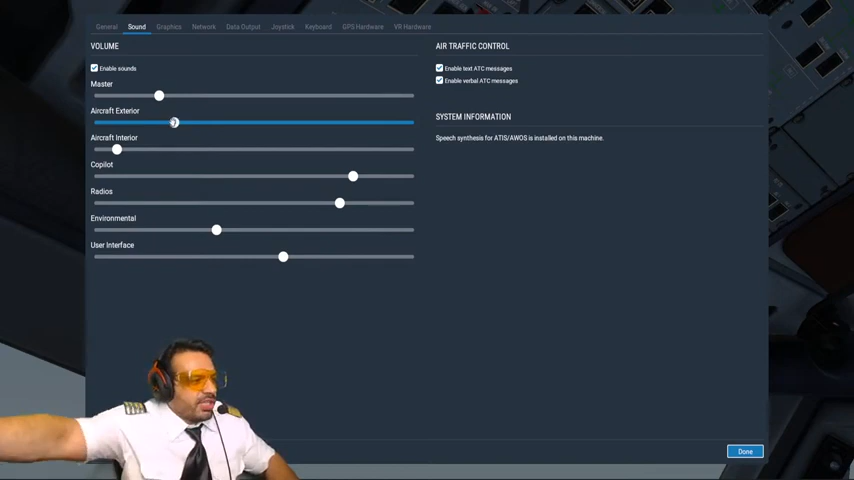 General Sound Graphics Network Data Output Joystick Keyboard GPS Hardware VR Hardware
VOLUME
Enable sounds
Master
Aircraft Exterior
Aircraft Interior
Copilot
Radios
Environmental
User Interface
AIR TRAFFIC CONTROL
Enable text ATC messages
Enable verbal ATC messages
SYSTEM INFORMATION
Speech synthesis for ATIS/AWOS is installed on this machine.
Done